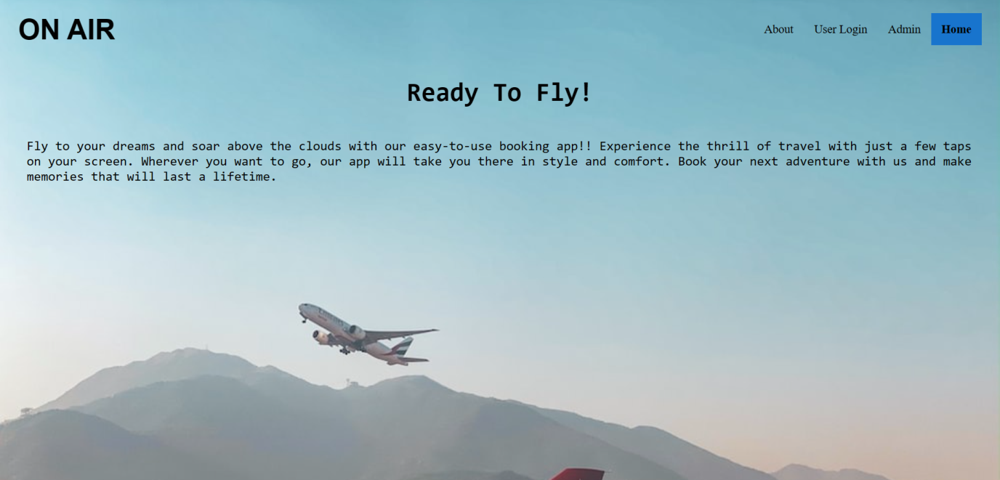 ON AIR
About User Login Admin Home
Ready To Fly!
Fly to your dreams and soar above the clouds with our easy-to-use booking app!! Experience the thrill of travel with just a few taps
on your screen. Wherever you want to go, our app will take you there in style and comfort. Book your next adventure with us and make
memories that will last a lifetime.